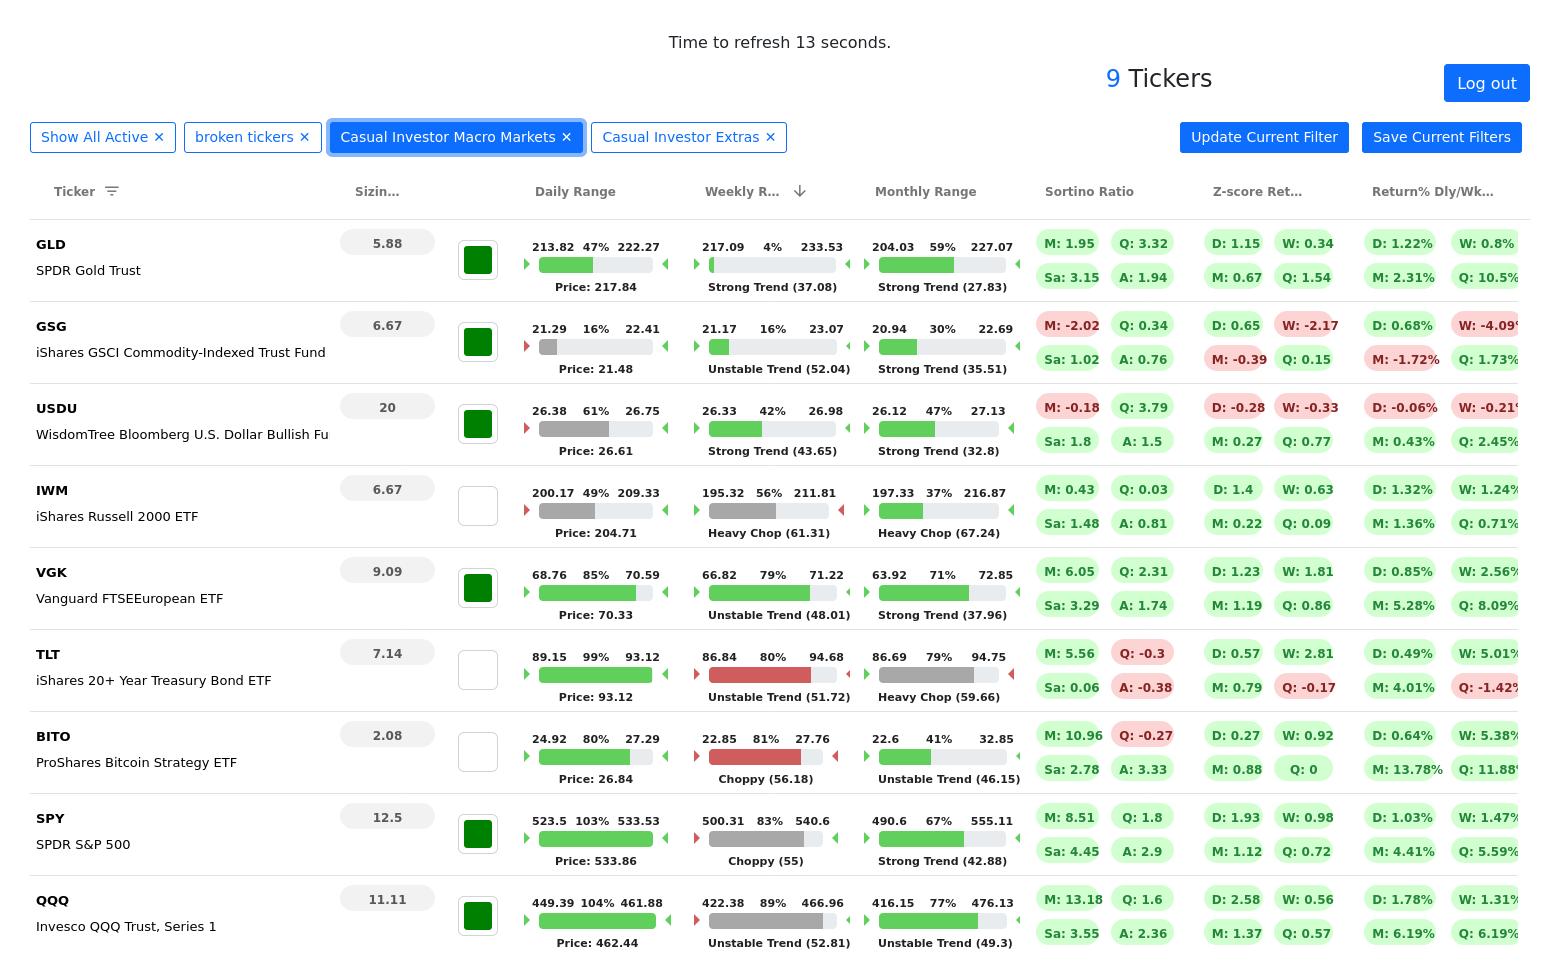 Time to refresh 13 seconds.
9 Tickers
Log out
Show All Active ✕ broken tickers ✕ Casual Investor Macro Markets ✕ Casual Investor Extras ✕ Update Current Filter Save Current Filters
Ticker Sizin... Daily Range Weekly R... Monthly Range Sortino Ratio Z-score Ret... Return% Dly/Wk...
GLD 5.88 213.82 47% 222.27 217.09 4% 233.53 204.03 59% 227.07 M: 1.95 Q: 3.32 D: 1.15 W: 0.34 D: 1.22% W: 0.8%
SPDR Gold Trust Price: 217.84 Strong Trend (37.08) Strong Trend (27.83) Sa: 3.15 A: 1.94 M: 0.67 Q: 1.54 M: 2.31% Q: 10.5%
GSG 6.67 21.29 16% 22.41 21.17 16% 23.07 20.94 30% 22.69 M: -2.02 Q: 0.34 D: 0.65 W: -2.17 D: 0.68% W: -4.09%
iShares GSCI Commodity-Indexed Trust Fund Price: 21.48 Unstable Trend (52.04) Strong Trend (35.51) Sa: 1.02 A: 0.76 M: -0.39 Q: 0.15 M: -1.72% Q: 1.73%
USDU 20 26.38 61% 26.75 26.33 42% 26.98 26.12 47% 27.13 M: -0.18 Q: 3.79 D: -0.28 W: -0.33 D: -0.06% W: -0.21%
WisdomTree Bloomberg U.S. Dollar Bullish Fu Price: 26.61 Strong Trend (43.65) Strong Trend (32.8) Sa: 1.8 A: 1.5 M: 0.27 Q: 0.77 M: 0.43% Q: 2.45%
IWM 6.67 200.17 49% 209.33 195.32 56% 211.81 197.33 37% 216.87 M: 0.43 Q: 0.03 D: 1.4 W: 0.63 D: 1.32% W: 1.24%
iShares Russell 2000 ETF Price: 204.71 Heavy Chop (61.31) Heavy Chop (67.24) Sa: 1.48 A: 0.81 M: 0.22 Q: 0.09 M: 1.36% Q: 0.71%
VGK 9.09 68.76 85% 70.59 66.82 79% 71.22 63.92 71% 72.85 M: 6.05 Q: 2.31 D: 1.23 W: 1.81 D: 0.85% W: 2.56%
Vanguard FTSEEuropean ETF Price: 70.33 Unstable Trend (48.01) Strong Trend (37.96) Sa: 3.29 A: 1.74 M: 1.19 Q: 0.86 M: 5.28% Q: 8.09%
TLT 7.14 89.15 99% 93.12 86.84 80% 94.68 86.69 79% 94.75 M: 5.56 Q: -0.3 D: 0.57 W: 2.81 D: 0.49% W: 5.01%
iShares 20+ Year Treasury Bond ETF Price: 93.12 Unstable Trend (51.72) Heavy Chop (59.66) Sa: 0.06 A: -0.38 M: 0.79 Q: -0.17 M: 4.01% Q: -1.42%
BITO 2.08 24.92 80% 27.29 22.85 81% 27.76 22.6 41% 32.85 M: 10.96 Q: -0.27 D: 0.27 W: 0.92 D: 0.64% W: 5.38%
ProShares Bitcoin Strategy ETF Price: 26.84 Choppy (56.18) Unstable Trend (46.15) Sa: 2.78 A: 3.33 M: 0.88 Q: 0 M: 13.78% Q: 11.88%
SPY 12.5 523.5 103% 533.53 500.31 83% 540.6 490.6 67% 555.11 M: 8.51 Q: 1.8 D: 1.93 W: 0.98 D: 1.03% W: 1.47%
SPDR S&P 500 Price: 533.86 Choppy (55) Strong Trend (42.88) Sa: 4.45 A: 2.9 M: 1.12 Q: 0.72 M: 4.41% Q: 5.59%
QQQ 11.11 449.39 104% 461.88 422.38 89% 466.96 416.15 77% 476.13 M: 13.18 Q: 1.6 D: 2.58 W: 0.56 D: 1.78% W: 1.31%
Invesco QQQ Trust, Series 1 Price: 462.44 Unstable Trend (52.81) Unstable Trend (49.3) Sa: 3.55 A: 2.36 M: 1.37 Q: 0.57 M: 6.19% Q: 6.19%